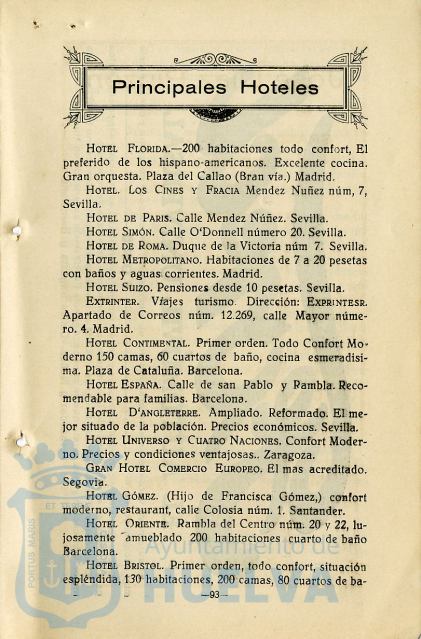 Principales Hoteles
HOTEL FLORIDA.—200 habitaciones todo confort, El
preferido de los hispano-americanos. Excelente cocina.
Gran orquesta. Plaza del Callao (Bran vía.) Madrid.
HOTEL. LOS CINES Y FRACIA Mendez Nuñez núm, 7,
Sevilla.
HOTEL DE PARIS. Calle Mendez Núñez. Sevilla.
HOTEL SIMÓN. Calle O'Donnell número 20. Sevilla.
HOTEL DE ROMA. Duque de la Victoria núm 7. Sevilla.
HOTEL METROPOLITANO. Habitaciones de 7 a 20 pesetas
con baños y aguas corrientes. Madrid.
HOTEL SUIZO. Pensiones desde 10 pesetas. Sevilla.
EXTRINTER. Viajes turismo. Dirección: EXPRINTESR.
Apartado de Correos núm. 12.269, calle Mayor núme-
ro. 4. Madrid.
HOTEL CONTIMENTAL. Primer orden. Todo Confort Mo-
derno 150 camas, 60 cuartos de baño, cocina esmeradisi-
ma. Plaza de Cataluña. Barcelona.
HOTEL ESPAÑA. Calle de san Pablo y Rambla. Reco-
mendable para familias. Barcelona.
HOTEL D'ANGLETERRE. Ampliado. Reformado. El me-
jor situado de la población. Precios económicos. Sevilla.
HOTEL UNIVERSO Y CUATRO NACIONES. Confort Moder-
no. Precios y condiciones ventajosas.. Zaragoza.
GRAN HOTEL COMERCIO EUROPEO. El mas acreditado.
Segovia.
HOTEL GÓMEZ. (Hijo de Francisca Gómez,) confort
moderno, restaurant, calle Colosia núm. 1. Santander.
HOTEL ORIENTE. Rambla del Centro núm. 20 y 22, lu-
josamente amueblado 200 habitaciones cuarto de baño
Barcelona.
HOTEL BRISTOL. Primer orden, todo confort, situación
espléndida, 130 habitaciones, 200 camas, 80 cuartos de ba-
—93—
PORTUS MARIS ET
Ayuntamiento de
HUELVA